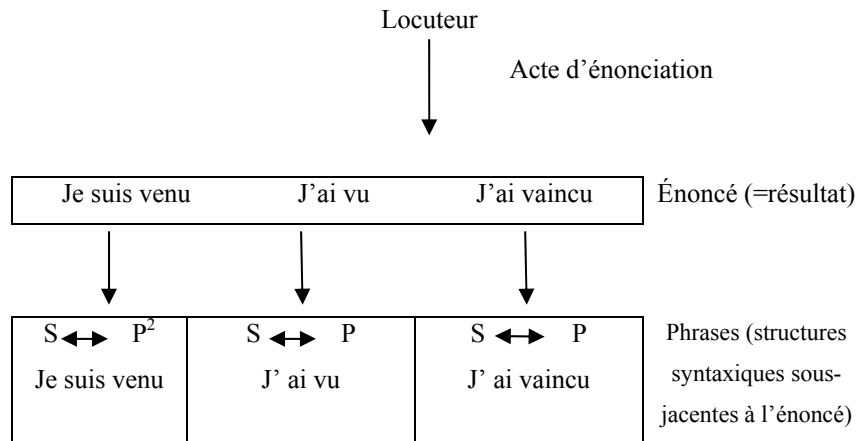 Locuteur
Acte d’énonciation
Je suis venu J’ai vu J’ai vaincu Énoncé (=résultat)
S P² S P S P Phrases (structures
Je suis venu J’ ai vu J’ ai vaincu syntaxiques sous-
jacentes à l’énoncé)